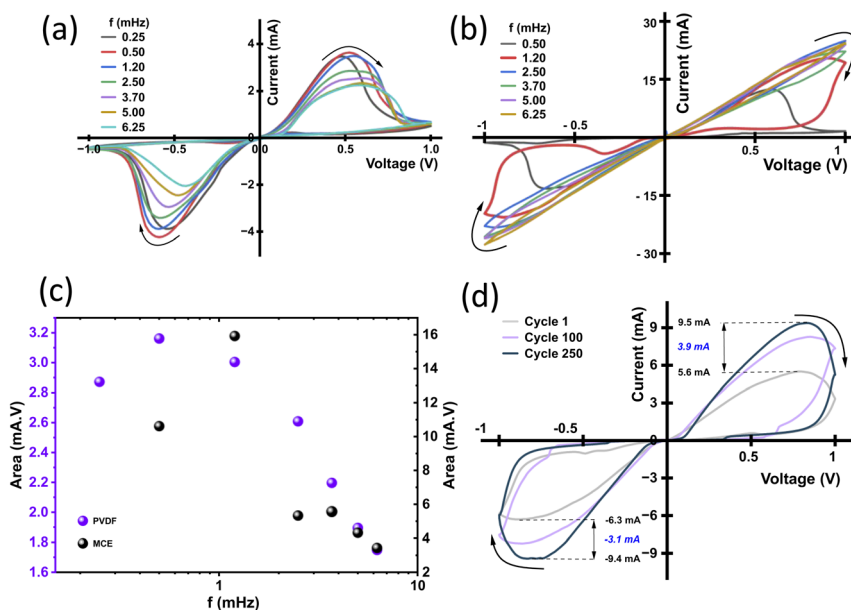 (a)
f (mHz)
0.25
0.50
1.20
2.50
3.70
5.00
6.25
Current (mA)
4
2
0
−2
−4
−1.0
−0.5
0.5
1.0
Voltage (V)
(b)
f (mHz)
0.50
1.20
2.50
3.70
5.00
6.25
Current (mA)
30
15
0
-15
- 30
-1
- 0.5
0.5
1
Voltage (V)
(c)
Area (mA.V)
3.2
3.0
2.8
2.6
2.4
2.2
2.0
1.8
1.6
PVDF
MCE
1
10
f (mHz)
16
14
12
10
8
6
4
2
Area (mA.V)
(d)
Cycle 1
Cycle 100
Cycle 250
Current (mA)
12
9
6
3
0
-3
-6
-9
9.5 mA
3.9 mA
5.6 mA
-1
-0.5
0.5
1
Voltage (V)
-6.3 mA
-3.1 mA
-9.4 mA